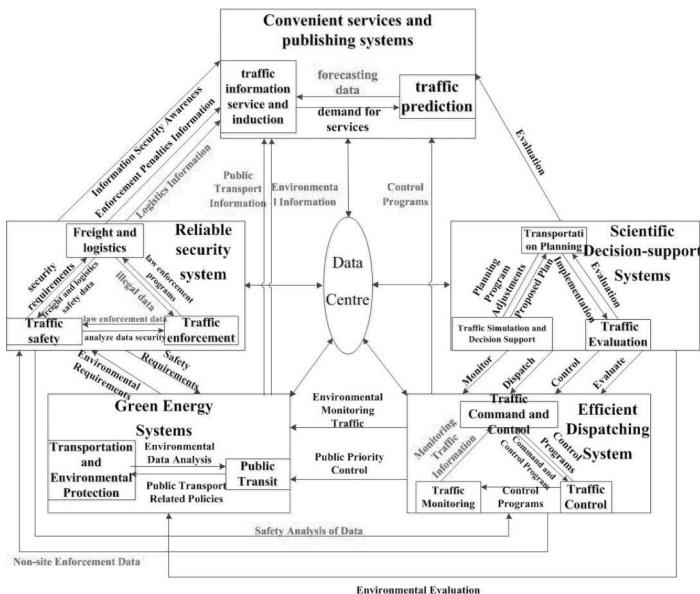 Convenient services and
publishing systems
traffic
information
service and
induction
forecasting
data
demand for
services
traffic
prediction
Information Security Awareness
Enforcement Penalties Information
Logistics Information
Public
Transport
Information
Environmenta
l Information
Control
Programs
Evaluation
Data
Centre
Reliable
security
system
Freight and
logistics
security
requirements
freight and logistics
safety data
law enforcement
programs
illegal data
Traffic
safety
law enforcement data
analyze data security
Traffic
enforcement
Scientific
Decision-support
Systems
Transportati
on Planning
Planning
Program
Adjustments
Proposed Plan
Implementation
Evaluation
Traffic Simulation and
Decision Support
Traffic
Evaluation
Environmental
Requirements
Safety
Requirements
Monitor
Dispatch
Control
Evaluate
Green Energy
Systems
Transportation and
Environmental
Protection
Environmental
Data Analysis
Public Transport
Related Policies
Public
Transit
Environmental
Monitoring
Traffic
Public Priority
Control
Efficient
Dispatching
System
Traffic
Command and
Control
Monitoring
Traffic
Information
Control
Programs
Command and
Control Program
Traffic
Monitoring
Control
Programs
Traffic
Control
Safety Analysis of Data
Non-site Enforcement Data
Environmental Evaluation